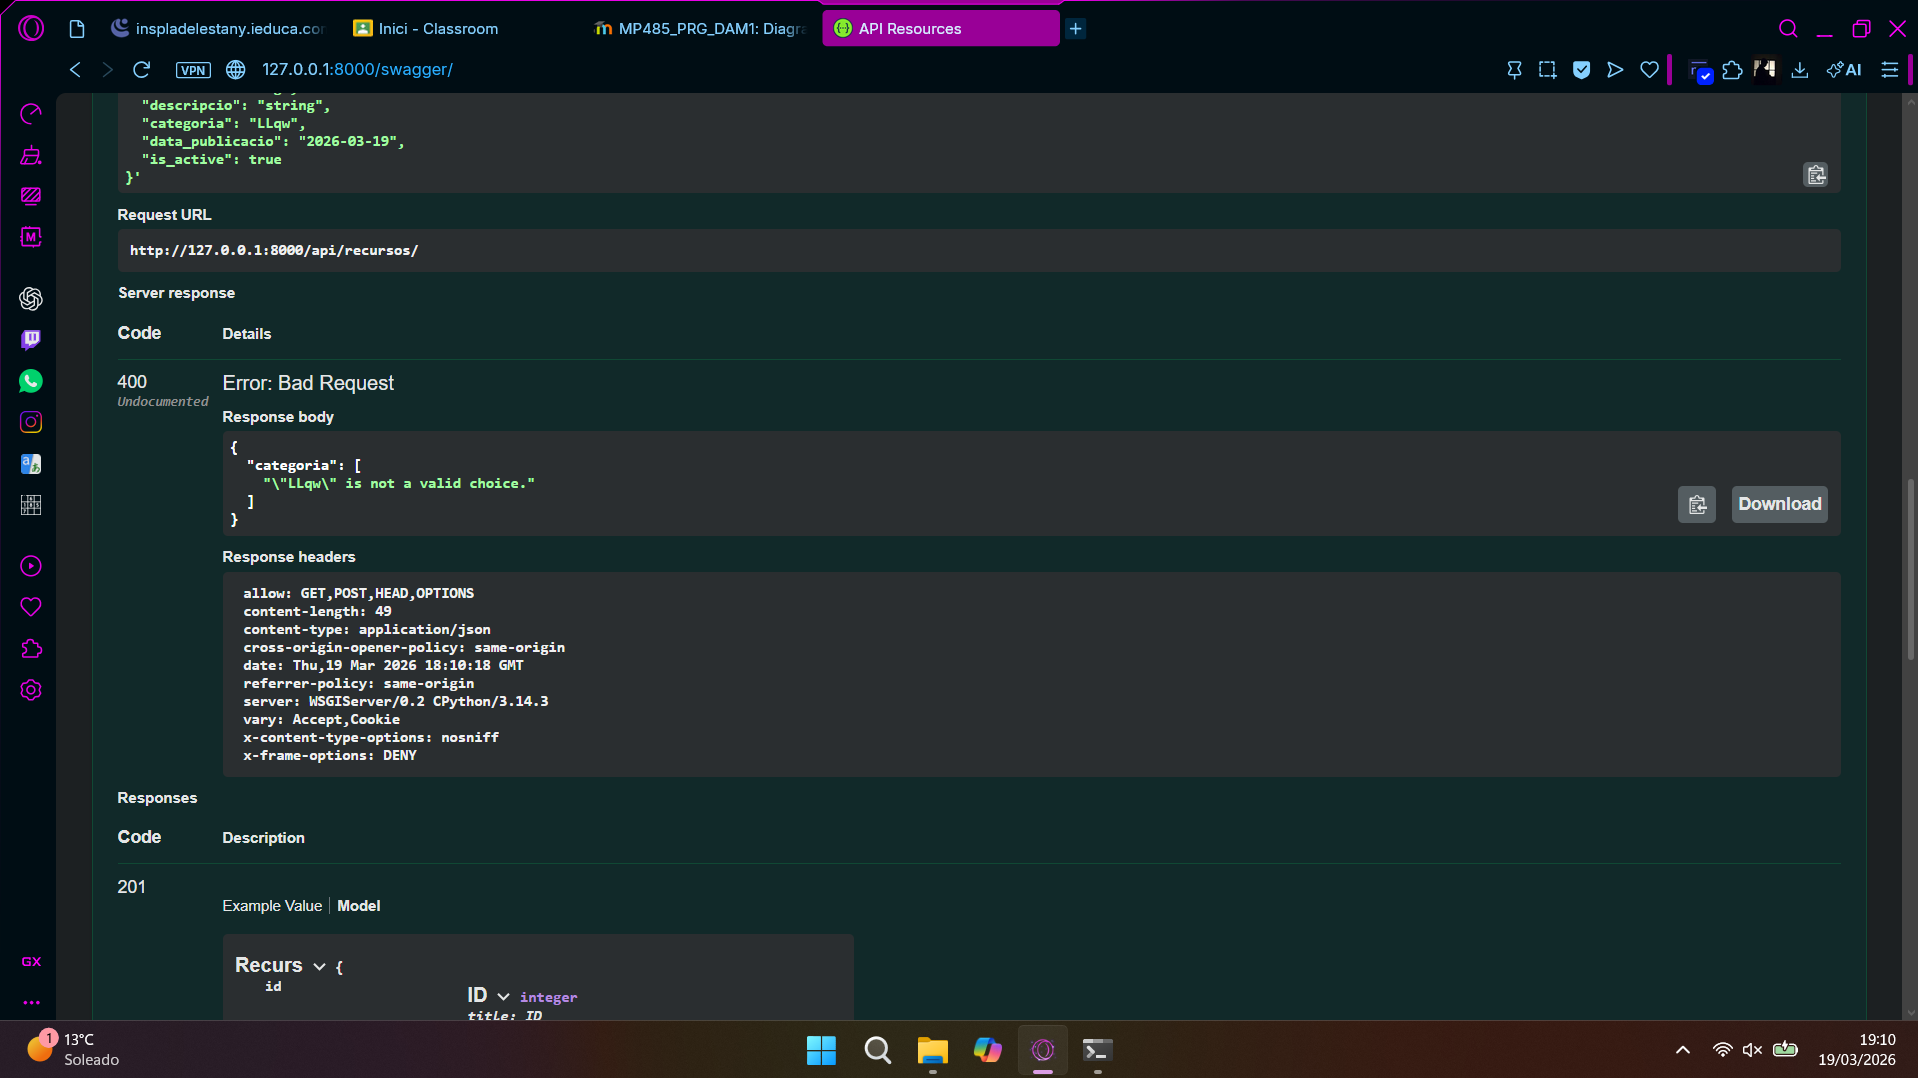 inspladelestany.ieduca.co
Inici - Classroom
MP485_PRG_DAM1: Diagra
API Resources
VPN
127.0.0.1:8000/swagger/
AI
"descripcio": "string",
"categoria": "LLqw",
"data_publicacio": "2026-03-19",
"is_active": true
}'
Request URL
http://127.0.0.1:8000/api/recursos/
Server response
Code
Details
400
Undocumented
Error: Bad Request
Response body
{
"categoria": [
"\"LLqw\" is not a valid choice."
]
}
Download
Response headers
allow: GET,POST,HEAD,OPTIONS
content-length: 49
content-type: application/json
cross-origin-opener-policy: same-origin
date: Thu,19 Mar 2026 18:10:18 GMT
referrer-policy: same-origin
server: WSGIServer/0.2 CPython/3.14.3
vary: Accept,Cookie
x-content-type-options: nosniff
x-frame-options: DENY
Responses
Code
Description
201
Example Value
Model
Recurs {
id
ID integer
title: ID
GX
1
13°C
Soleado
19:10
19/03/2026